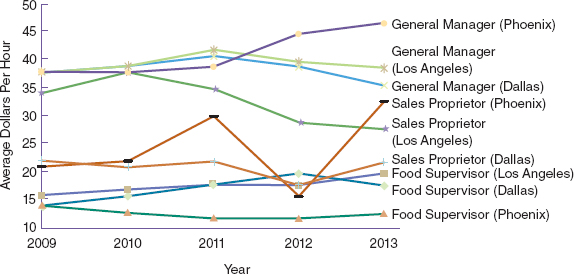 50
45
40
35
30
25
20
15
10
Average Dollars Per Hour
2009
2010
2011
2012
2013
Year
General Manager (Phoenix)
General Manager
(Los Angeles)
General Manager (Dallas)
Sales Proprietor (Phoenix)
Sales Proprietor
(Los Angeles)
Sales Proprietor (Dallas)
Food Supervisor (Los Angeles)
Food Supervisor (Dallas)
Food Supervisor (Phoenix)